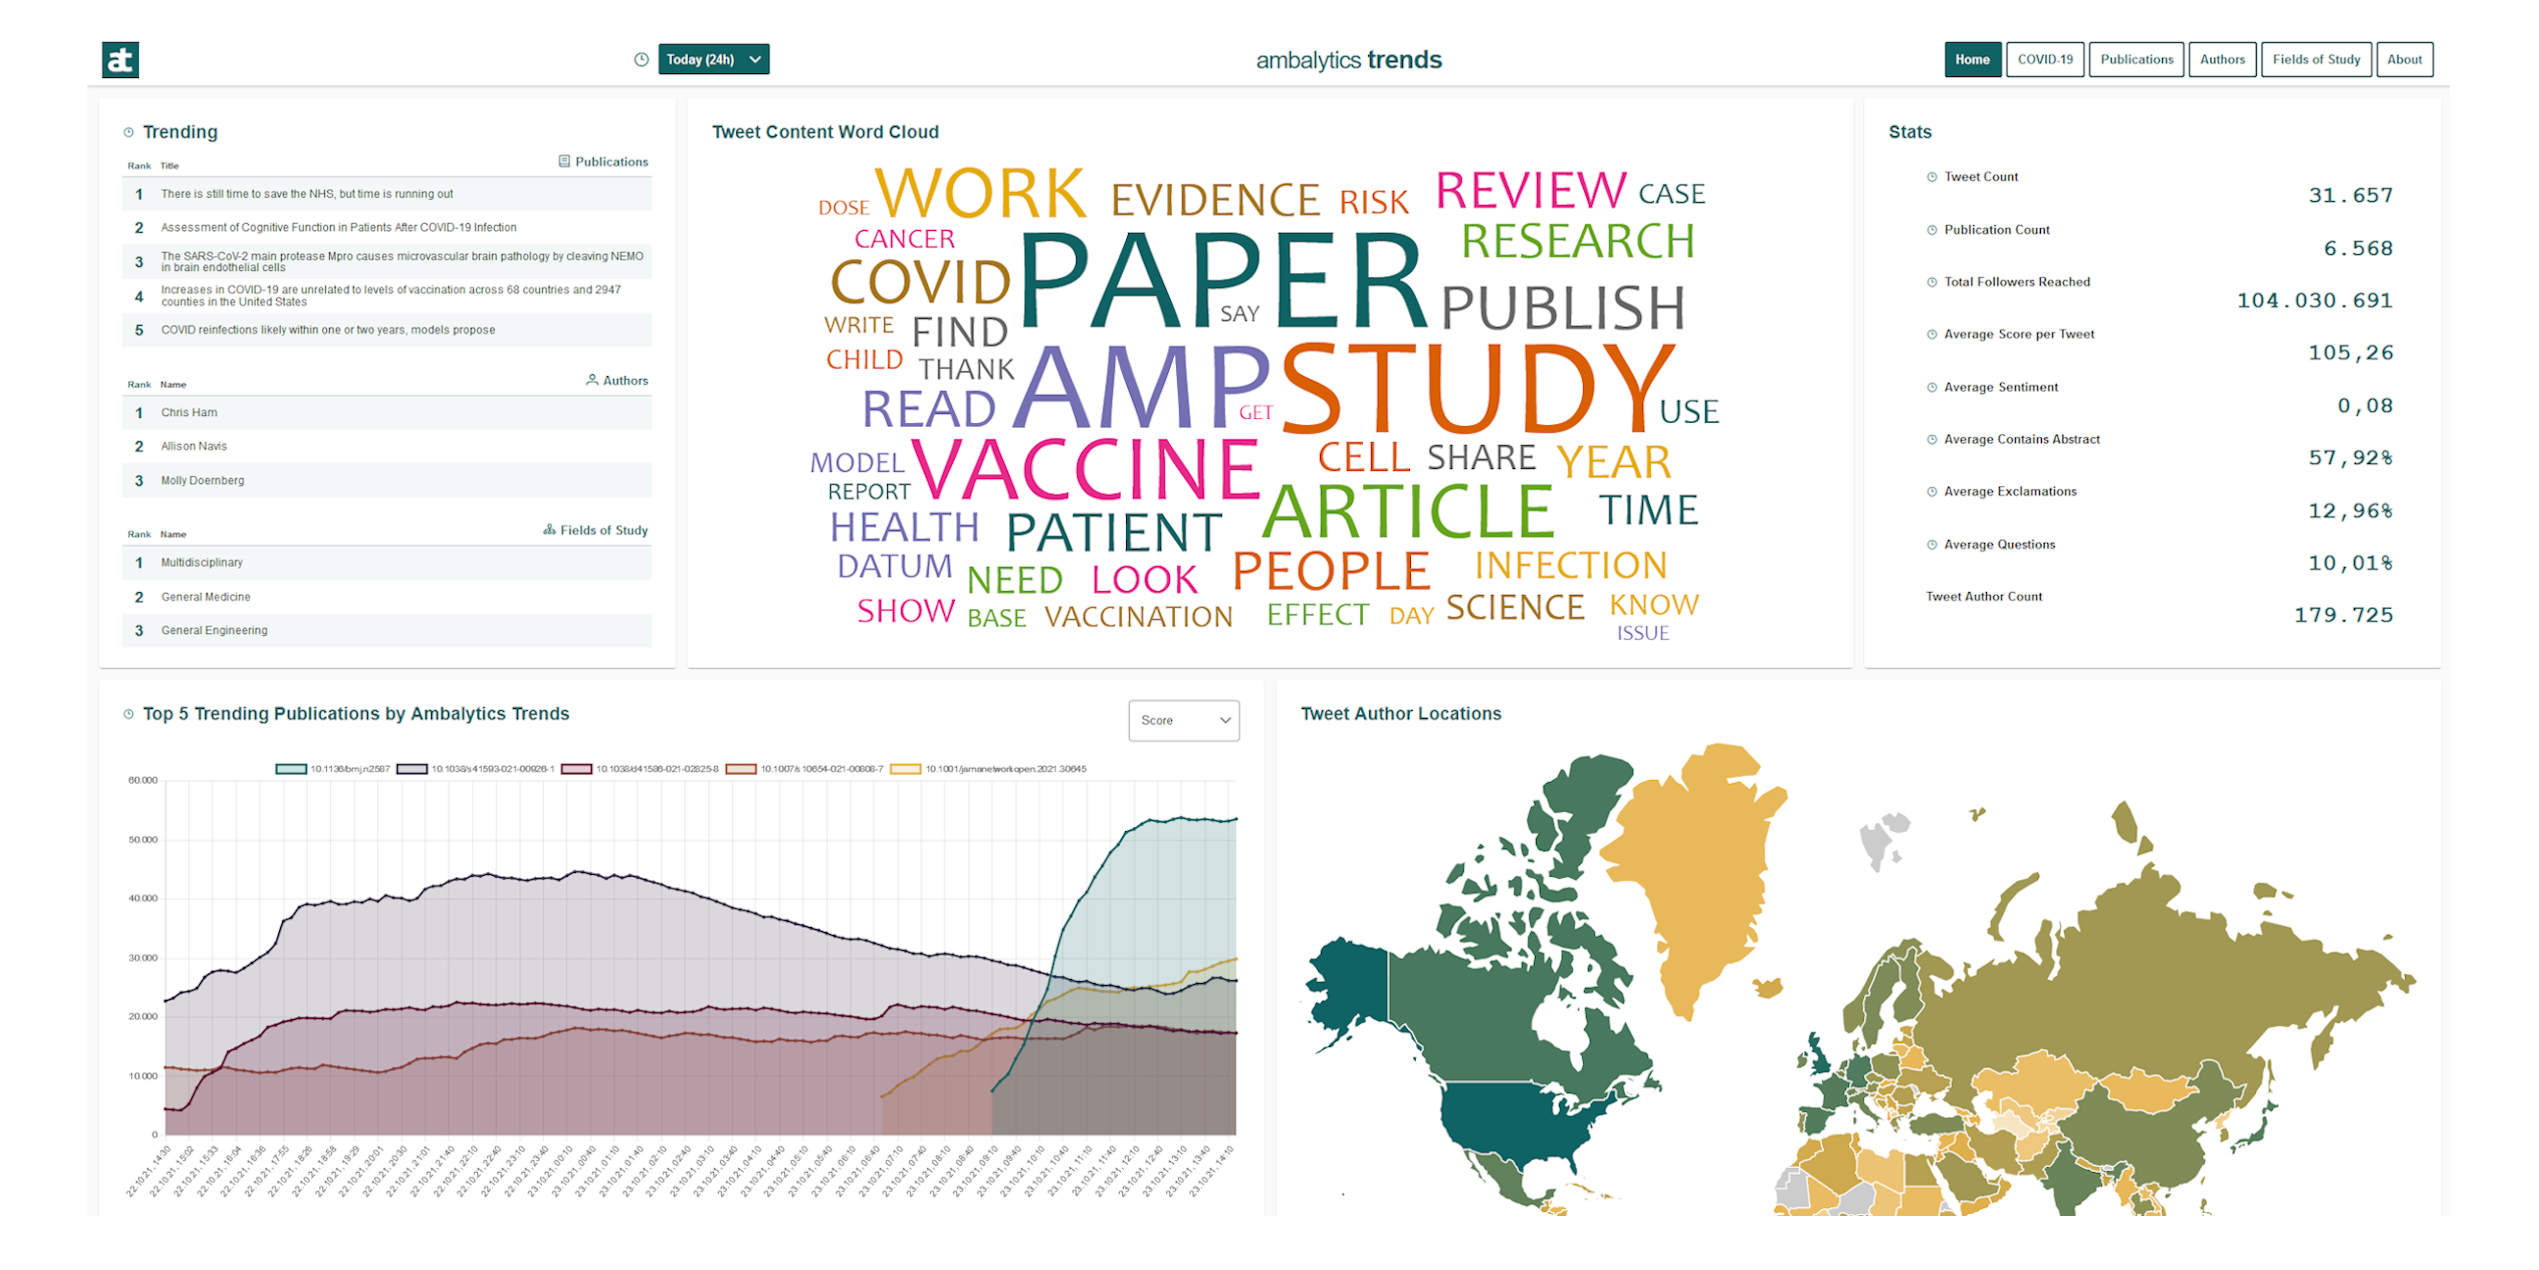 at
Today (24h)
ambalytics trends
Home
COVID-19
Publications
Authors
Fields of Study
About
Trending
Rank Title
Publications
1 There is still time to save the NHS, but time is running out
2 Assessment of Cognitive Function in Patients After COVID-19 Infection
3 The SARS-CoV-2 main protease Mpro causes microvascular brain pathology by cleaving NEMO
in brain endothelial cells
4 Increases in COVID-19 are unrelated to levels of vaccination across 68 countries and 2947
counties in the United States
5 COVID reinfections likely within one or two years, models propose
Rank Name
Authors
1 Chris Ham
2 Allison Navis
3 Molly Doernberg
Rank Name
Fields of Study
1 Multidisciplinary
2 General Medicine
3 General Engineering
Tweet Content Word Cloud
DOSE WORK EVIDENCE RISK REVIEW CASE
CANCER RESEARCH
COVID PAPER SAY PUBLISH
WRITE FIND
CHILD THANK
READ AMP GET STUDY USE
MODEL VACCINE CELL SHARE YEAR
REPORT
HEALTH PATIENT ARTICLE TIME
DATUM NEED LOOK PEOPLE INFECTION
SHOW BASE VACCINATION EFFECT DAY SCIENCE KNOW
ISSUE
Stats
Tweet Count
31.657
Publication Count
6.568
Total Followers Reached
104.030.691
Average Score per Tweet
105,26
Average Sentiment
0,08
Average Contains Abstract
57,92%
Average Exclamations
12,96%
Average Questions
10,01%
Tweet Author Count
179.725
Top 5 Trending Publications by Ambalytics Trends
Score
10.1136/bmj.n2587
10.1038/s41593-021-00926-1
10.1038/d41586-021-02825-8
10.1007/s10654-021-00808-7
10.1001/jamanetworkopen.2021.30645
60.000
50.000
40.000
30.000
20.000
10.000
0
22.10.21, 14:30
22.10.21, 15:02
22.10.21, 15:33
22.10.21, 16:04
22.10.21, 16:36
22.10.21, 17:55
22.10.21, 18:26
22.10.21, 18:58
22.10.21, 19:29
22.10.21, 20:01
22.10.21, 20:30
22.10.21, 21:01
22.10.21, 21:40
22.10.21, 22:10
22.10.21, 22:40
22.10.21, 23:10
22.10.21, 23:40
23.10.21, 00:10
23.10.21, 00:40
23.10.21, 01:10
23.10.21, 01:40
23.10.21, 02:10
23.10.21, 02:40
23.10.21, 03:10
23.10.21, 03:40
23.10.21, 04:10
23.10.21, 04:40
23.10.21, 05:10
23.10.21, 05:40
23.10.21, 06:10
23.10.21, 06:40
23.10.21, 07:10
23.10.21, 07:40
23.10.21, 08:10
23.10.21, 08:40
23.10.21, 09:10
23.10.21, 09:40
23.10.21, 10:10
23.10.21, 10:40
23.10.21, 11:10
23.10.21, 11:40
23.10.21, 12:10
23.10.21, 12:40
23.10.21, 13:10
23.10.21, 13:40
23.10.21, 14:10
Tweet Author Locations